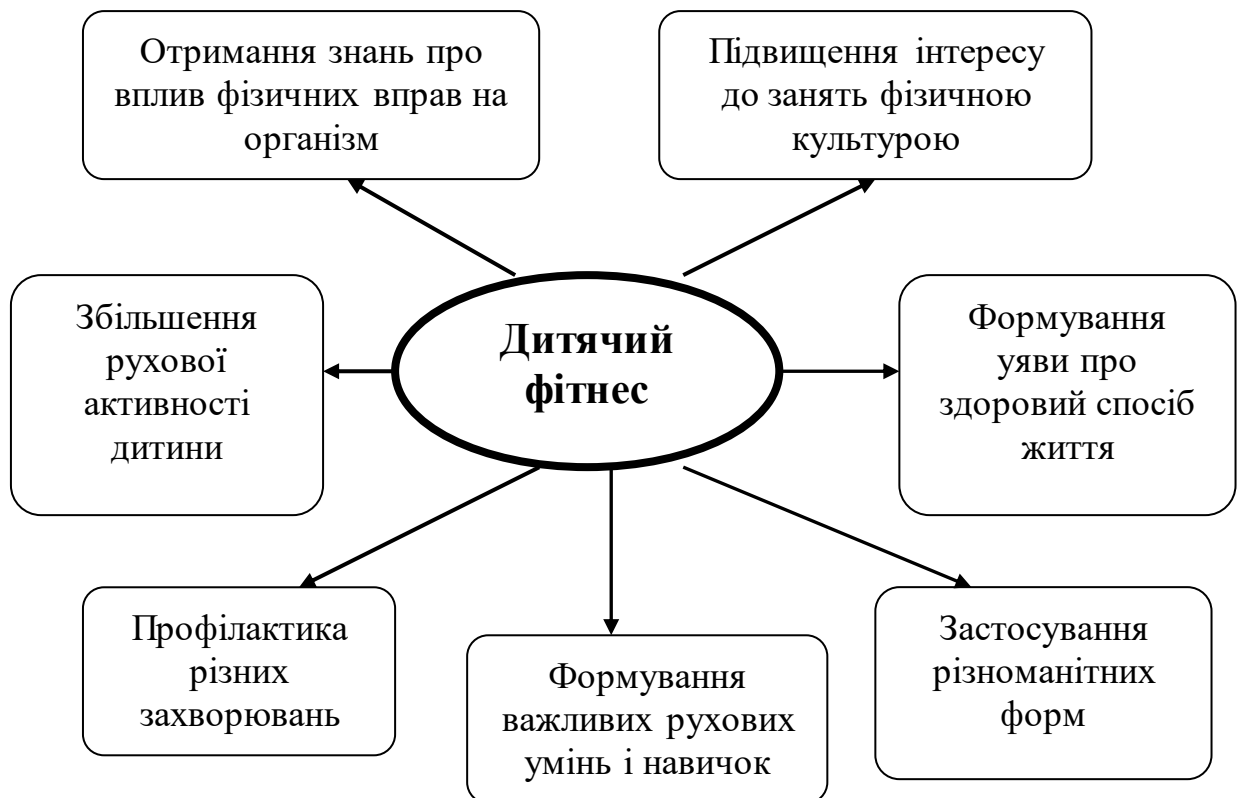 Отримання знань про
вплив фізичних вправ на
організм
Підвищення інтересу
до занять фізичною
культурою
Збільшення
рухової
активності
дитини
Дитячий
фітнес
Формування
уяви про
здоровий спосіб
життя
Профілактика
різних
захворювань
Формування
важливих рухових
умінь і навичок
Застосування
різноманітних
форм